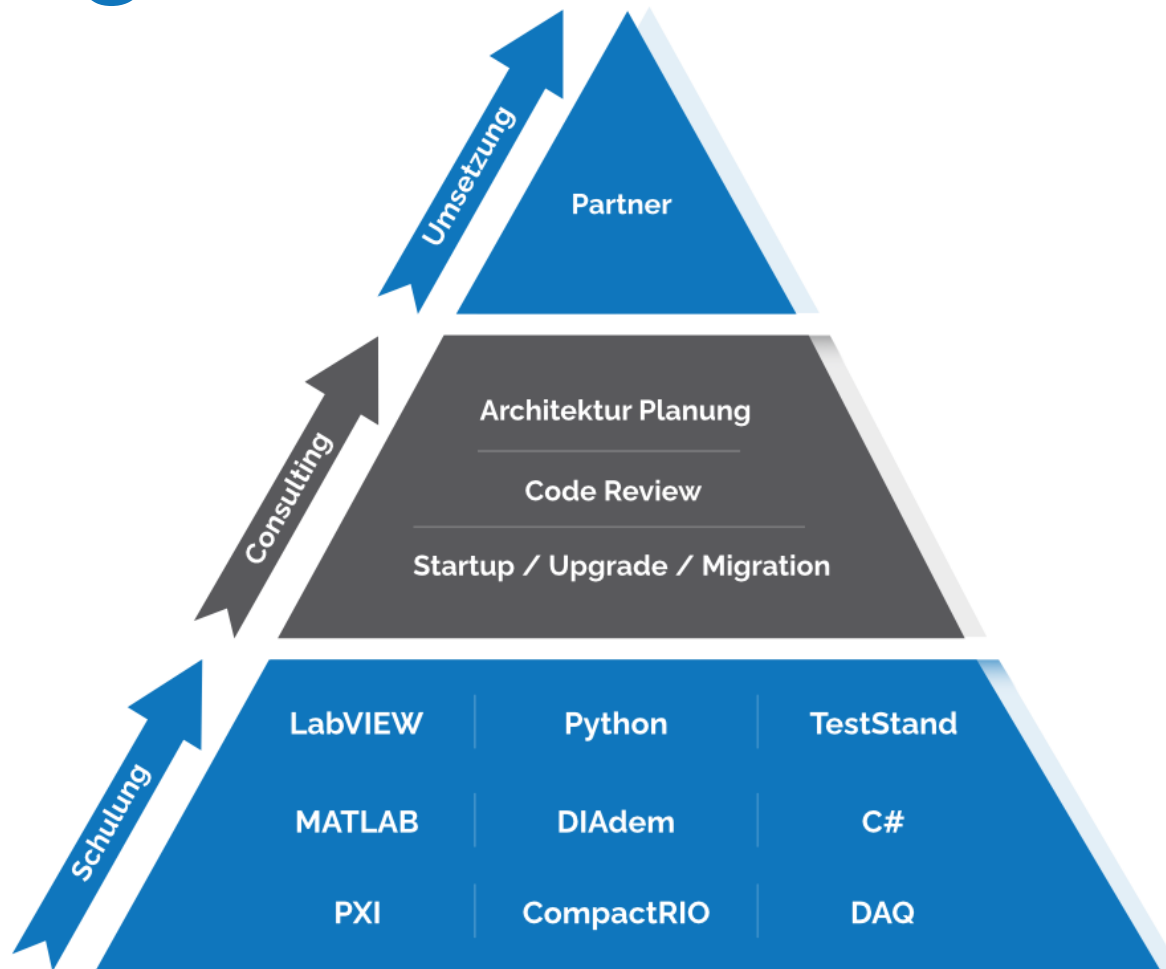 Umsetzung
Partner
Consulting
Architektur Planung
Code Review
Startup / Upgrade / Migration
Schulung
LabVIEW Python TestStand
MATLAB DIAdem C#
PXI CompactRIO DAQ